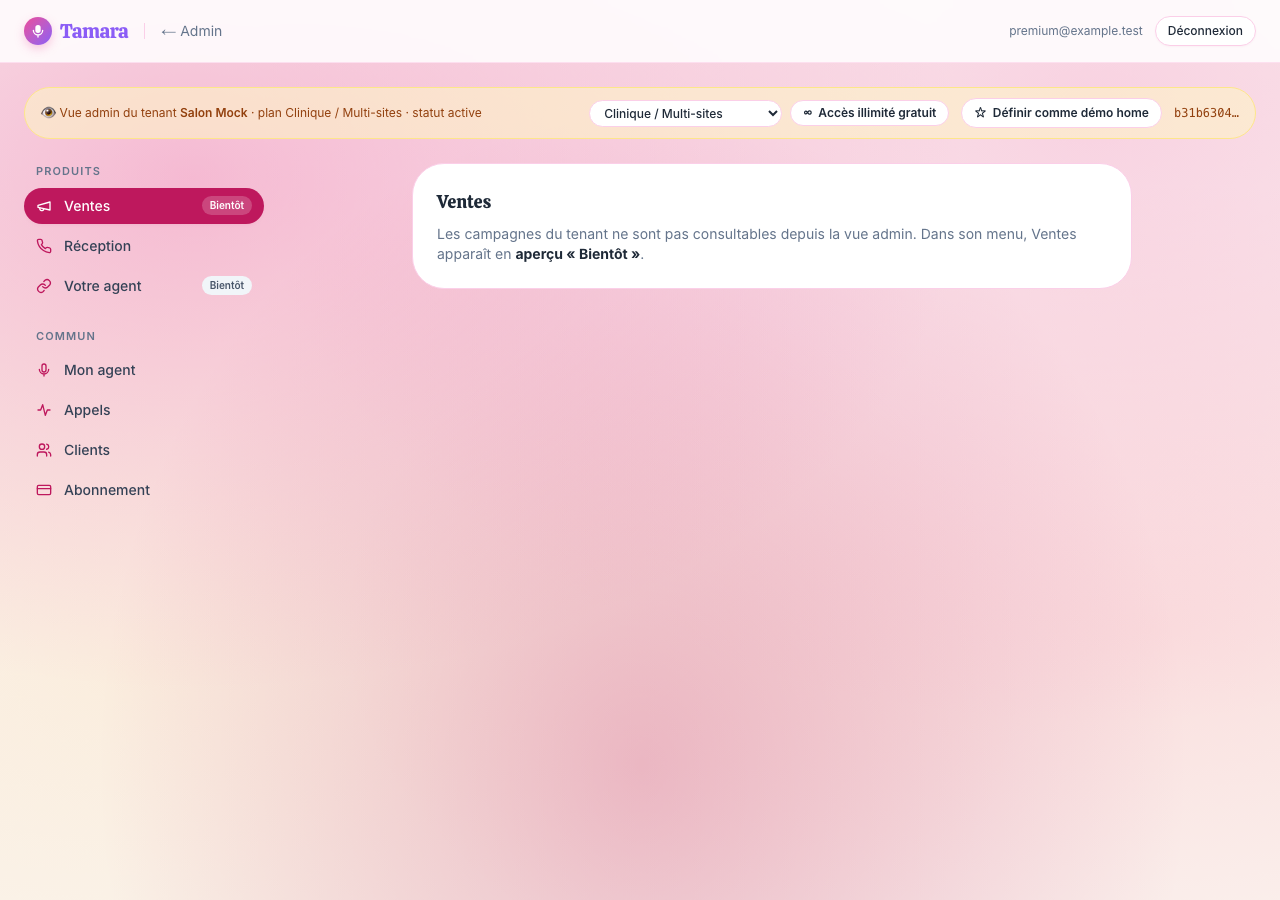 Tamara
← Admin
premium@example.test
Déconnexion
Vue admin du tenant Salon Mock · plan Clinique / Multi-sites · statut active
Clinique / Multi-sites
∞ Accès illimité gratuit
☆ Définir comme démo home
b31b6304…
PRODUITS
Ventes
Bientôt
Réception
Votre agent
Bientôt
COMMUN
Mon agent
Appels
Clients
Abonnement
Ventes
Les campagnes du tenant ne sont pas consultables depuis la vue admin. Dans son menu, Ventes
apparaît en aperçu « Bientôt ».